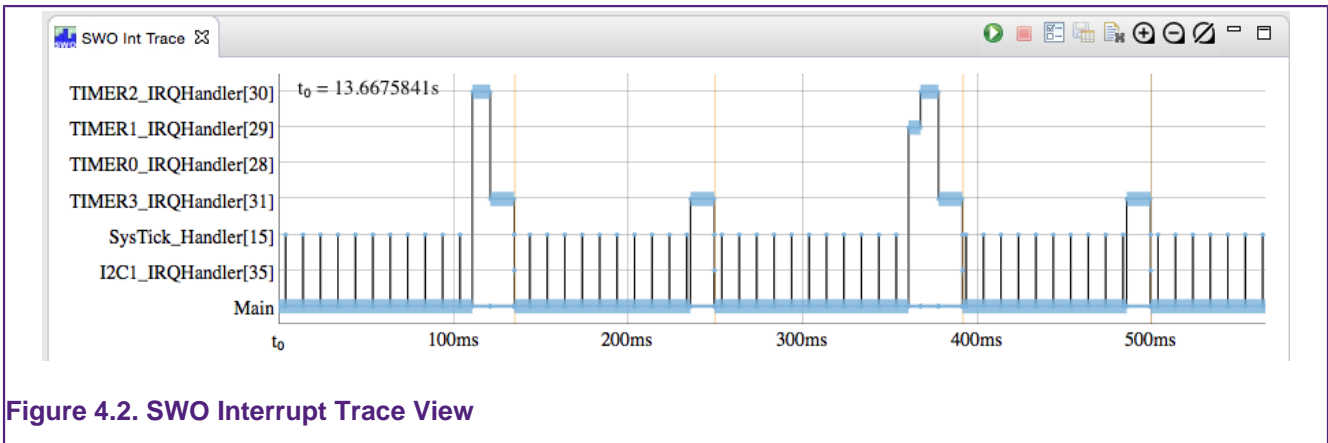 SWO Int Trace
TIMER2_IRQHandler[30]
t₀ = 13.6675841s
TIMER1_IRQHandler[29]
TIMER0_IRQHandler[28]
TIMER3_IRQHandler[31]
SysTick_Handler[15]
I2C1_IRQHandler[35]
Main
t₀ 100ms 200ms 300ms 400ms 500ms
Figure 4.2. SWO Interrupt Trace View